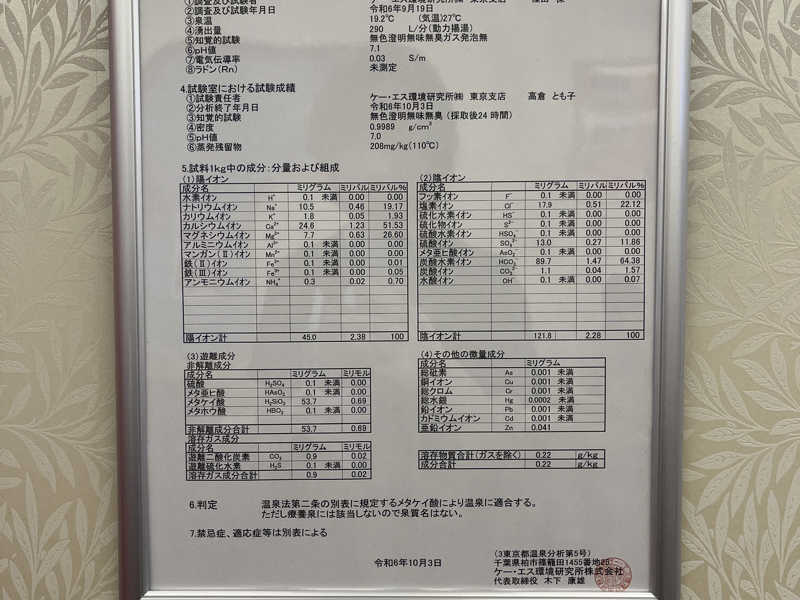 ①調査及び試験者 ケー・エス環境研究所㈱ 東京支店
②調査及び試験年月日 令和6年9月19日
③泉温 19.2℃ (気温)27℃
④湧出量 290 L/分(動力揚湯)
⑤知覚的試験 無色澄明無味無臭ガス発泡無
⑥pH値 7.1
⑦電気伝導率 0.03 S/m
⑧ラドン(Rn) 未測定
4.試験室における試験成績
①試験責任者 ケー・エス環境研究所㈱ 東京支店 高倉 とも子
②分析終了年月日 令和6年10月3日
③知覚的試験 無色澄明無味無臭 (採取後24時間)
④密度 0.9989 g/cm³
⑤pH値 7.0
⑥蒸発残留物 208mg/kg(110℃)
5.試料1kg中の成分:分量および組成
(1)陽イオン
成分名 ミリグラム ミリバル ミリバル%
水素イオン H⁺ 0.1 未満 0.00 0.00
ナトリウムイオン Na⁺ 10.5 0.46 19.17
カリウムイオン K⁺ 1.8 0.05 1.93
カルシウムイオン Ca²⁺ 24.6 1.23 51.53
マグネシウムイオン Mg²⁺ 7.7 0.63 26.60
アルミニウムイオン Al³⁺ 0.1 未満 0.00 0.00
マンガン(Ⅱ)イオン Mn²⁺ 0.1 未満 0.00 0.00
鉄(Ⅱ)イオン Fe²⁺ 0.1 未満 0.00 0.01
鉄(Ⅲ)イオン Fe³⁺ 0.1 未満 0.00 0.05
アンモニウムイオン NH₄⁺ 0.3 0.02 0.70
陽イオン計 45.0 2.38 100
(2)陰イオン
成分名 ミリグラム ミリバル ミリバル%
フッ素イオン F⁻ 0.1 未満 0.00 0.00
塩素イオン Cl⁻ 17.9 0.51 22.12
硫化水素イオン HS⁻ 0.1 未満 0.00 0.00
硫化物イオン S²⁻ 0.1 未満 0.00 0.00
硫酸水素イオン HSO₄⁻ 0.1 未満 0.00 0.00
硫酸イオン SO₄²⁻ 13.0 0.27 11.86
メタ亜ヒ酸イオン AsO₂⁻ 0.1 未満 0.00 0.00
炭酸水素イオン HCO₃⁻ 89.7 1.47 64.38
炭酸イオン CO₃²⁻ 1.1 0.04 1.57
水酸イオン OH⁻ 0.1 未満 0.00 0.07
陰イオン計 121.8 2.28 100
(3)遊離成分
非解離成分
成分名 ミリグラム ミリモル
硫酸 H₂SO₄ 0.1 未満 0.00
メタ亜ヒ酸 HAsO₂ 0.1 未満 0.00
メタケイ酸 H₂SiO₃ 53.7 0.69
メタホウ酸 HBO₂ 0.1 未満 0.00
非解離成分合計 53.7 0.69
溶存ガス成分
成分名 ミリグラム ミリモル
遊離二酸化炭素 CO₂ 0.9 0.02
遊離硫化水素 H₂S 0.1 未満 0.00
溶存ガス成分合計 0.9 0.02
(4)その他の微量成分
成分名 ミリグラム
総砒素 As 0.001 未満
銅イオン Cu 0.001 未満
総クロム Cr 0.001 未満
総水銀 Hg 0.0002 未満
鉛イオン Pb 0.001 未満
カドミウムイオン Cd 0.001 未満
亜鉛イオン Zn 0.041
溶存物質合計(ガスを除く) 0.22 g/kg
成分合計 0.22 g/kg
6.判定 温泉法第二条の別表に規定するメタケイ酸により温泉に適合する。
ただし療養泉には該当しないので泉質名はない。
7.禁忌症、適応症等は別表による
令和6年10月3日
(3東京都温泉分析第5号)
千葉県柏市篠籠田1455番地25
ケー・エス環境研究所株式会社
代表取締役 木下 康雄